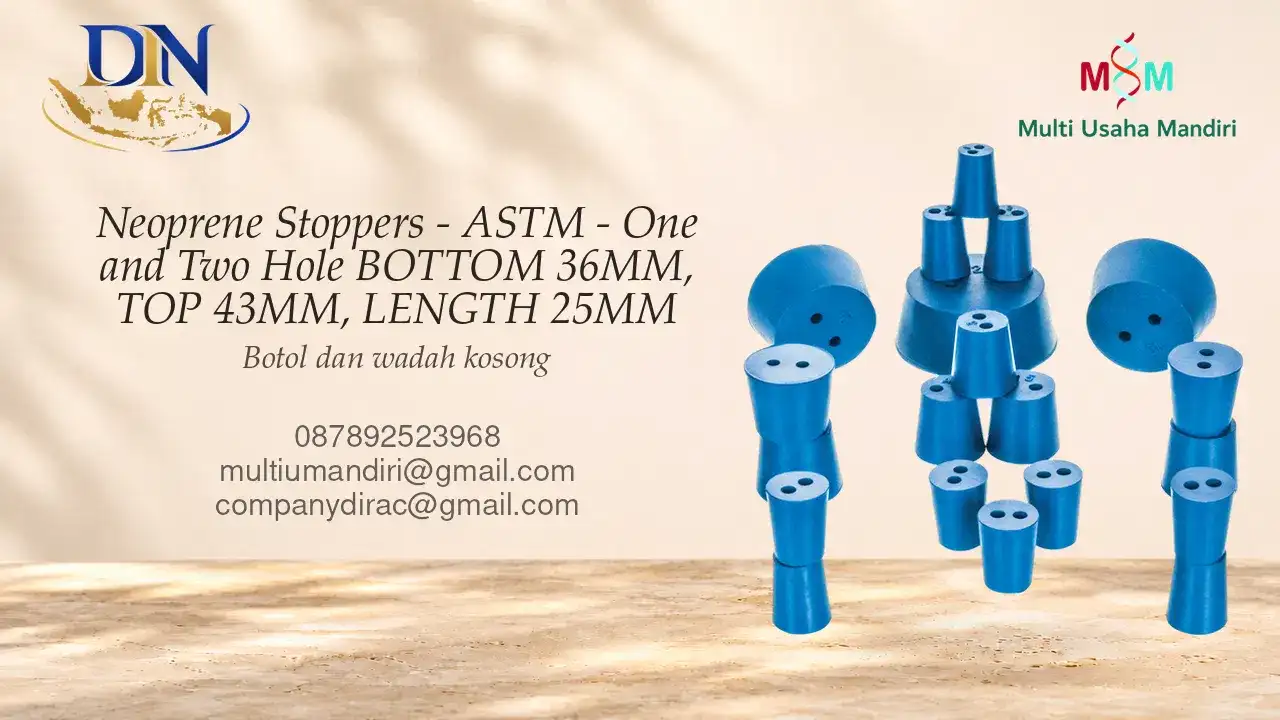 DIN
M M
Multi Usaha Mandiri
Neoprene Stoppers - ASTM - One
and Two Hole BOTTOM 36MM,
TOP 43MM, LENGTH 25MM
Botol dan wadah kosong
087892523968
multiumandiri@gmail.com
companydirac@gmail.com